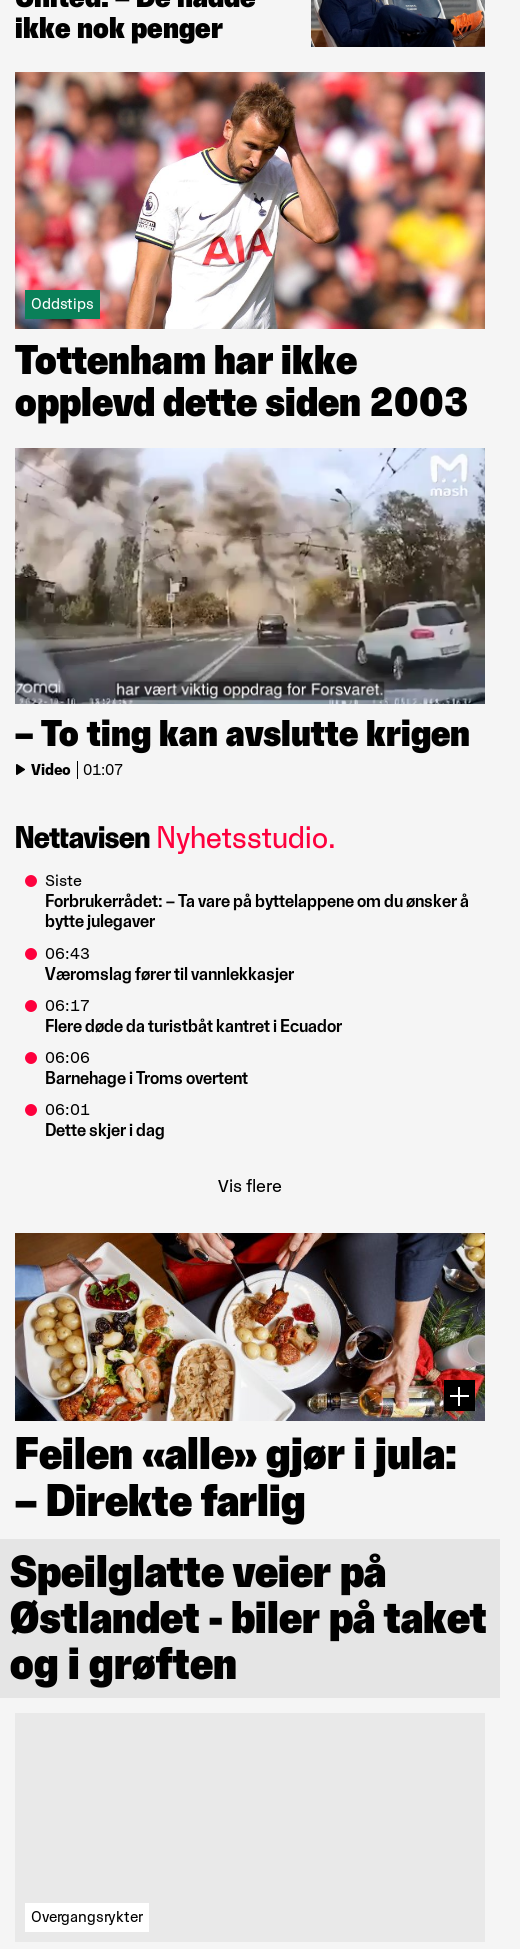 ikke nok penger
AIA
Oddstips
Tottenham har ikke
opplevd dette siden 2003
mash
har vært viktig oppdrag for Forsvaret.
– To ting kan avslutte krigen
Video | 01:07
Nettavisen Nyhetsstudio.
Siste
Forbrukerrådet: – Ta vare på byttelappene om du ønsker å
bytte julegaver
06:43
Væromslag fører til vannlekkasjer
06:17
Flere døde da turistbåt kantret i Ecuador
06:06
Barnehage i Troms overtent
06:01
Dette skjer i dag
Vis flere
Feilen «alle» gjør i jula:
– Direkte farlig
Speilglatte veier på
Østlandet - biler på taket
og i grøften
Overgangsrykter